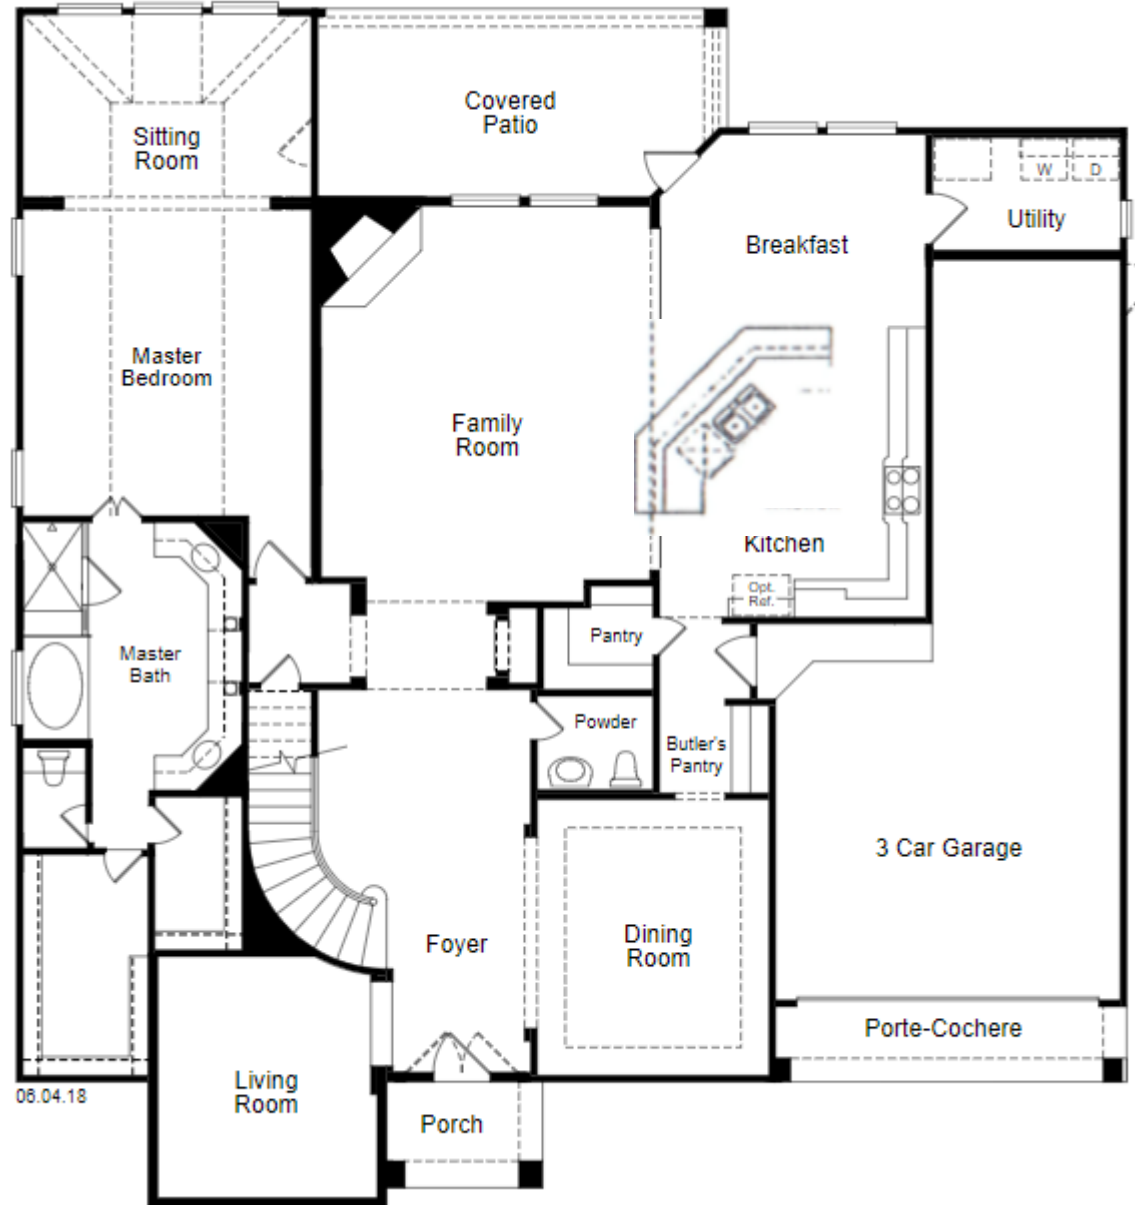 Covered
Patio
Sitting
Room
W
D
Utility
Breakfast
Master
Bedroom
Family
Room
Kitchen
Opt.
Ref.
Pantry
Master
Bath
Powder
Butler's
Pantry
3 Car Garage
Foyer
Dining
Room
Porte-Cochere
06.04.18
Living
Room
Porch